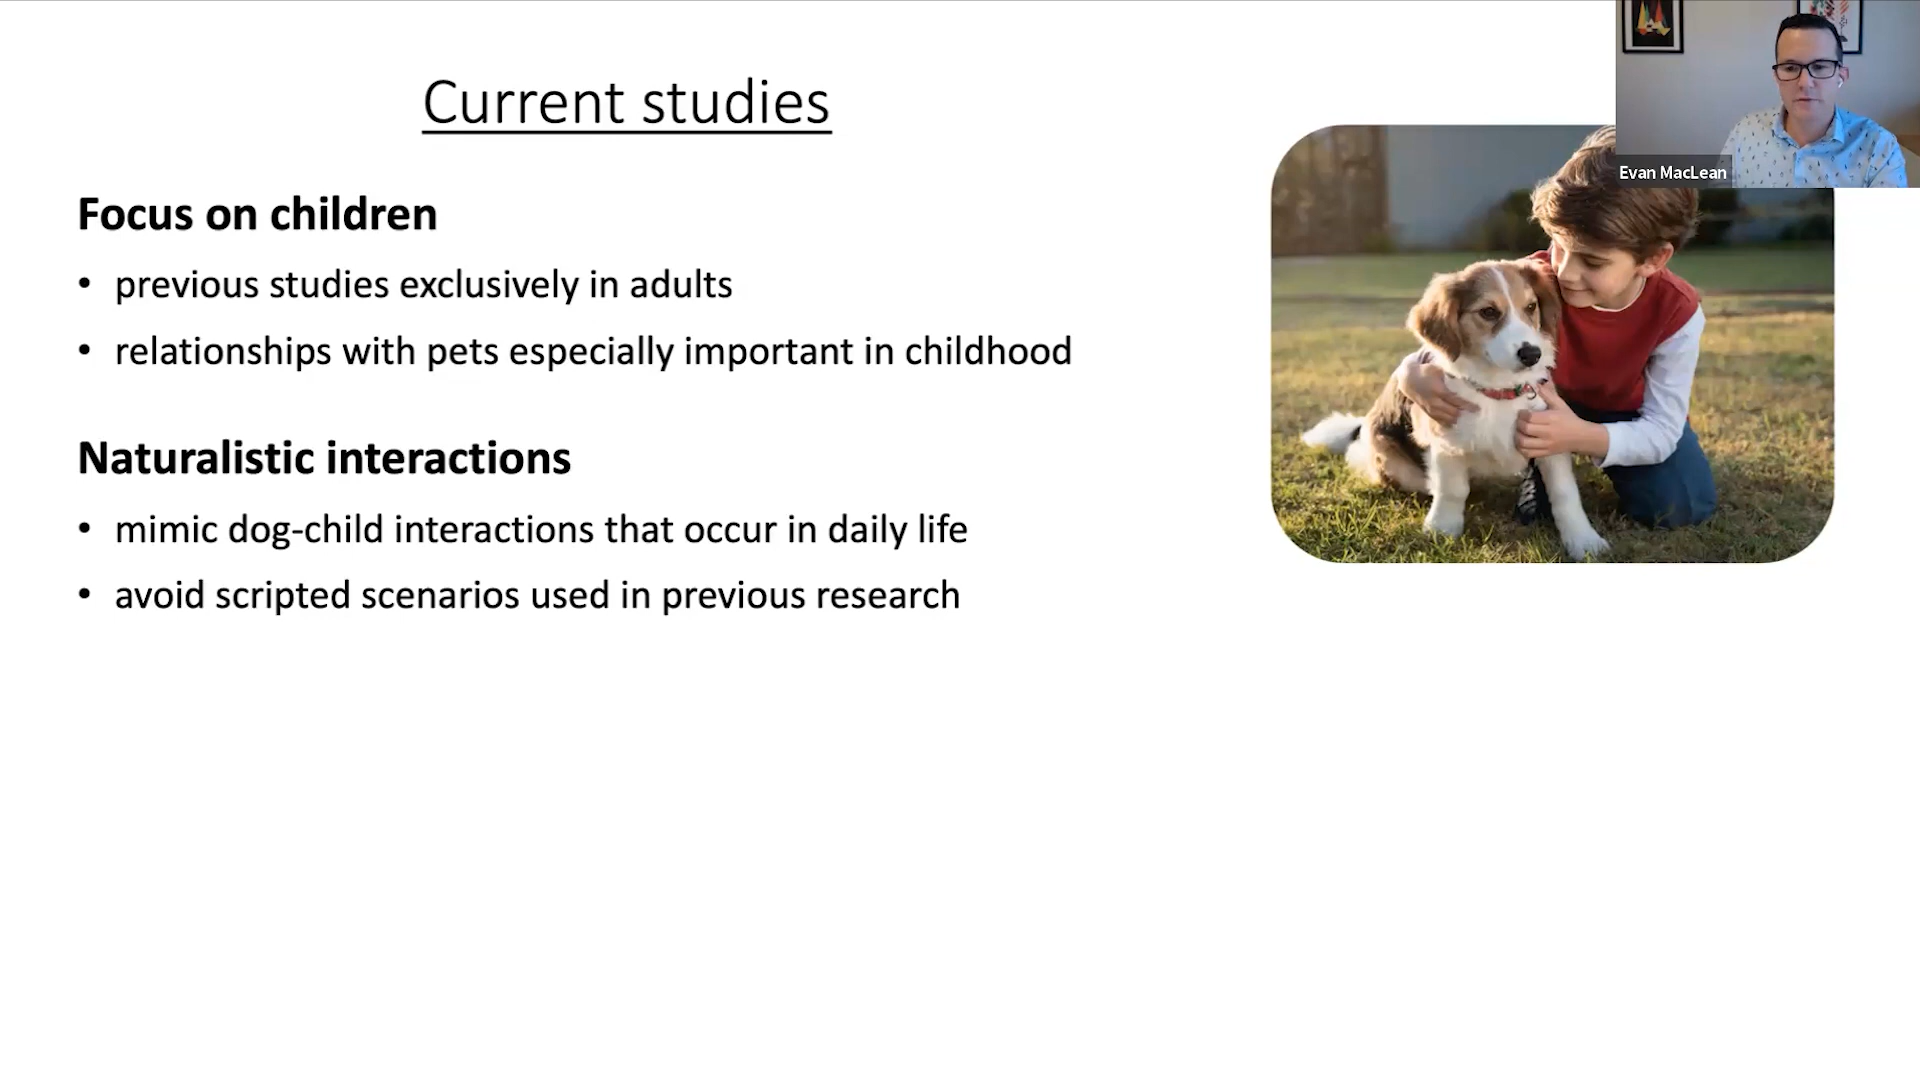 Current studies
Focus on children
• previous studies exclusively in adults
• relationships with pets especially important in childhood
Naturalistic interactions
• mimic dog-child interactions that occur in daily life
• avoid scripted scenarios used in previous research
Evan MacLean